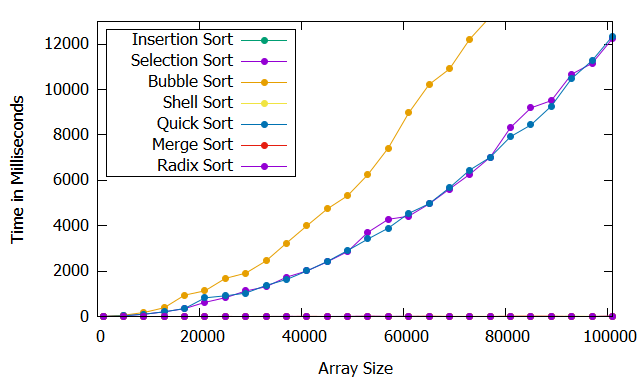 Insertion Sort
Selection Sort
Bubble Sort
Shell Sort
Quick Sort
Merge Sort
Radix Sort
Time in Milliseconds
12000
10000
8000
6000
4000
2000
0
0 20000 40000 60000 80000 100000
Array Size